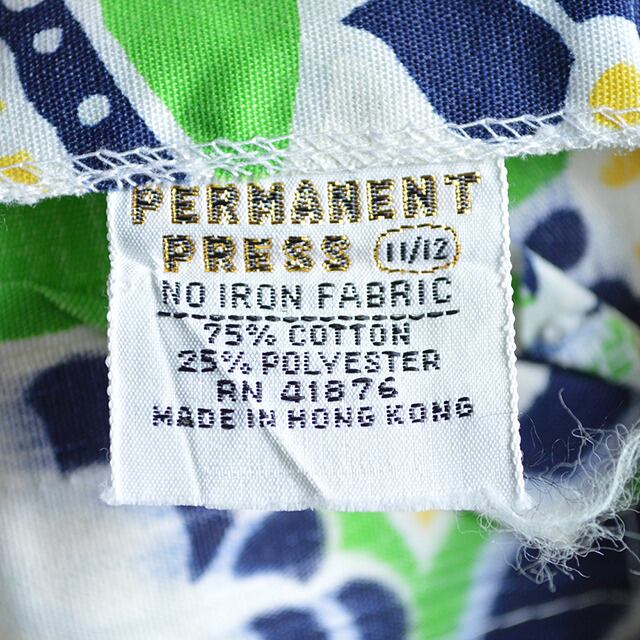 PERMANENT
PRESS 11/12
NO IRON FABRIC
75% COTTON
25% POLYESTER
RN 41876
MADE IN HONG KONG